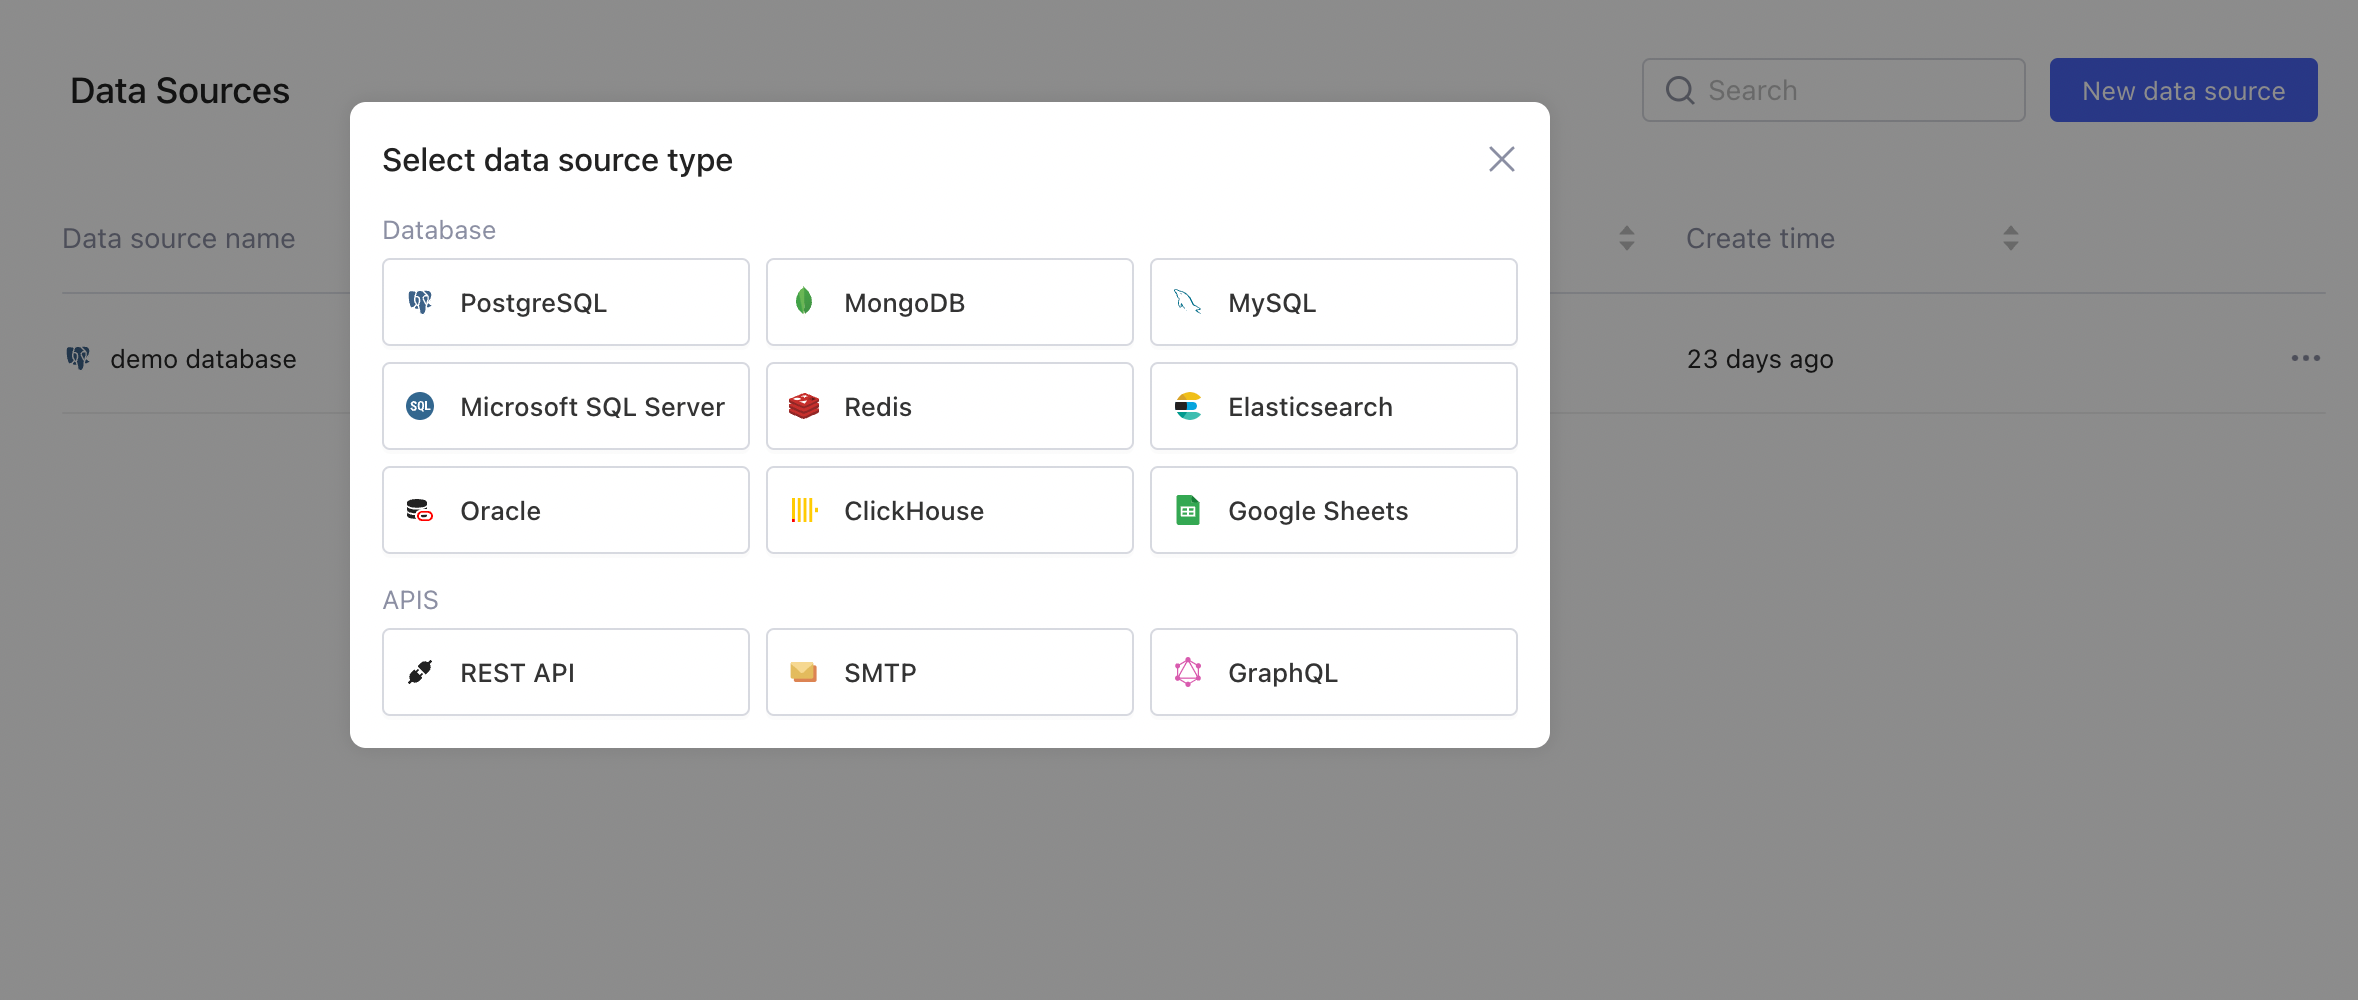 Data Sources
Search
New data source
Select data source type
Database
Data source name
Create time
PostgreSQL
MongoDB
MySQL
demo database
23 days ago
SQL
Microsoft SQL Server
Redis
Elasticsearch
Oracle
ClickHouse
Google Sheets
APIS
REST API
SMTP
GraphQL